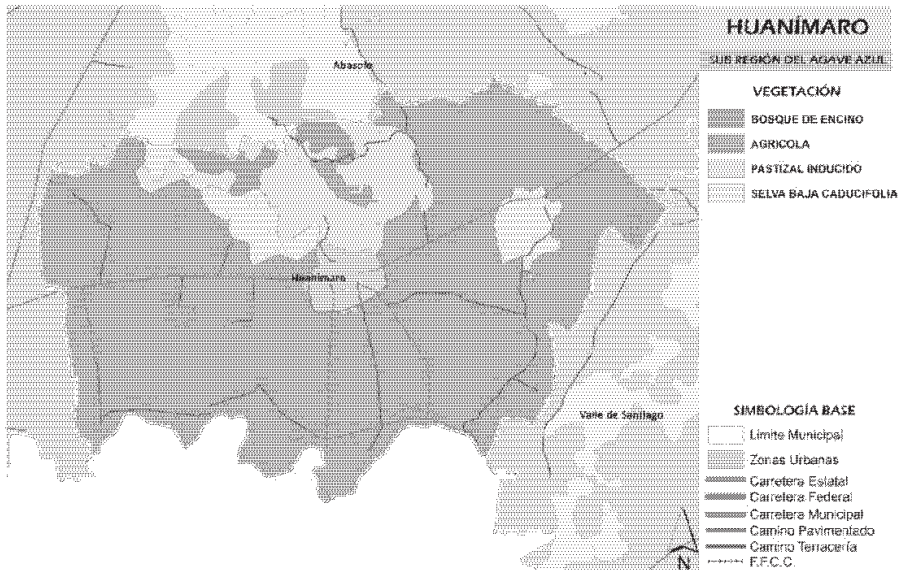 HUANÍMARO
SUB REGIÓN DEL AGAVE AZUL
VEGETACIÓN
BOSQUE DE ENCINO
AGRICOLA
PASTIZAL INDUCIDO
SELVA BAJA CADUCIFOLIA
Abasolo
Huanímaro
Valle de Santiago
SIMBOLOGÍA BASE
Limite Municipal
Zonas Urbanas
Carretera Estatal
Carretera Federal
Carretera Municipal
Camino Pavimentado
Camino Terracería
F.F.C.C.
N